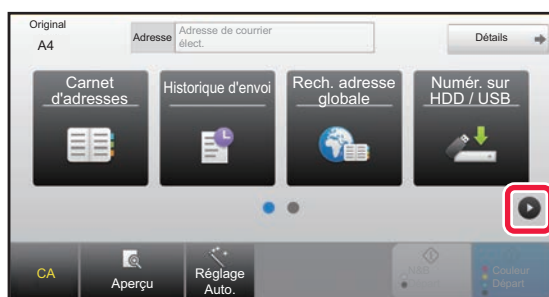 Original
A4
Adresse
Adresse de courrier
élect.
Détails
Carnet
d'adresses
Historique d'envoi
Rech. adresse
globale
Numér. sur
HDD / USB
CA
Aperçu
Réglage
Auto.
N&B
Départ
Couleur
Départ